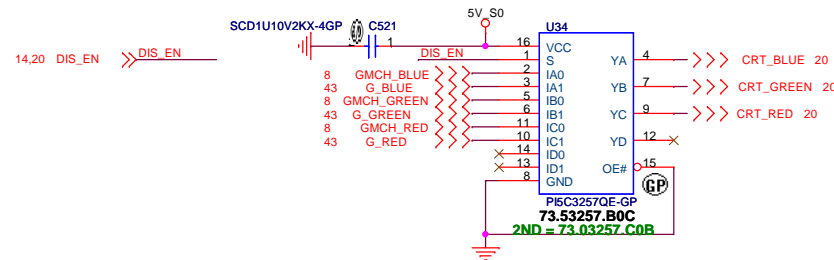 5V_S0
SCD1U10V2KX-4GP C521 U34
GP 1 16 VCC
14,20 DIS_EN DIS_EN DIS_EN 1 S YA 4 CRT_BLUE 20
8 GMCH_BLUE 2 IA0
43 G_BLUE 3 IA1 YB 7 CRT_GREEN 20
8 GMCH_GREEN 5 IB0
43 G_GREEN 6 IB1 YC 9 CRT_RED 20
8 GMCH_RED 11 IC0
43 G_RED 10 IC1 YD 12
14 ID0
13 ID1 OE# 15
8 GND GP
PI5C3257QE-GP
73.53257.B0C
2ND = 73.03257.C0B